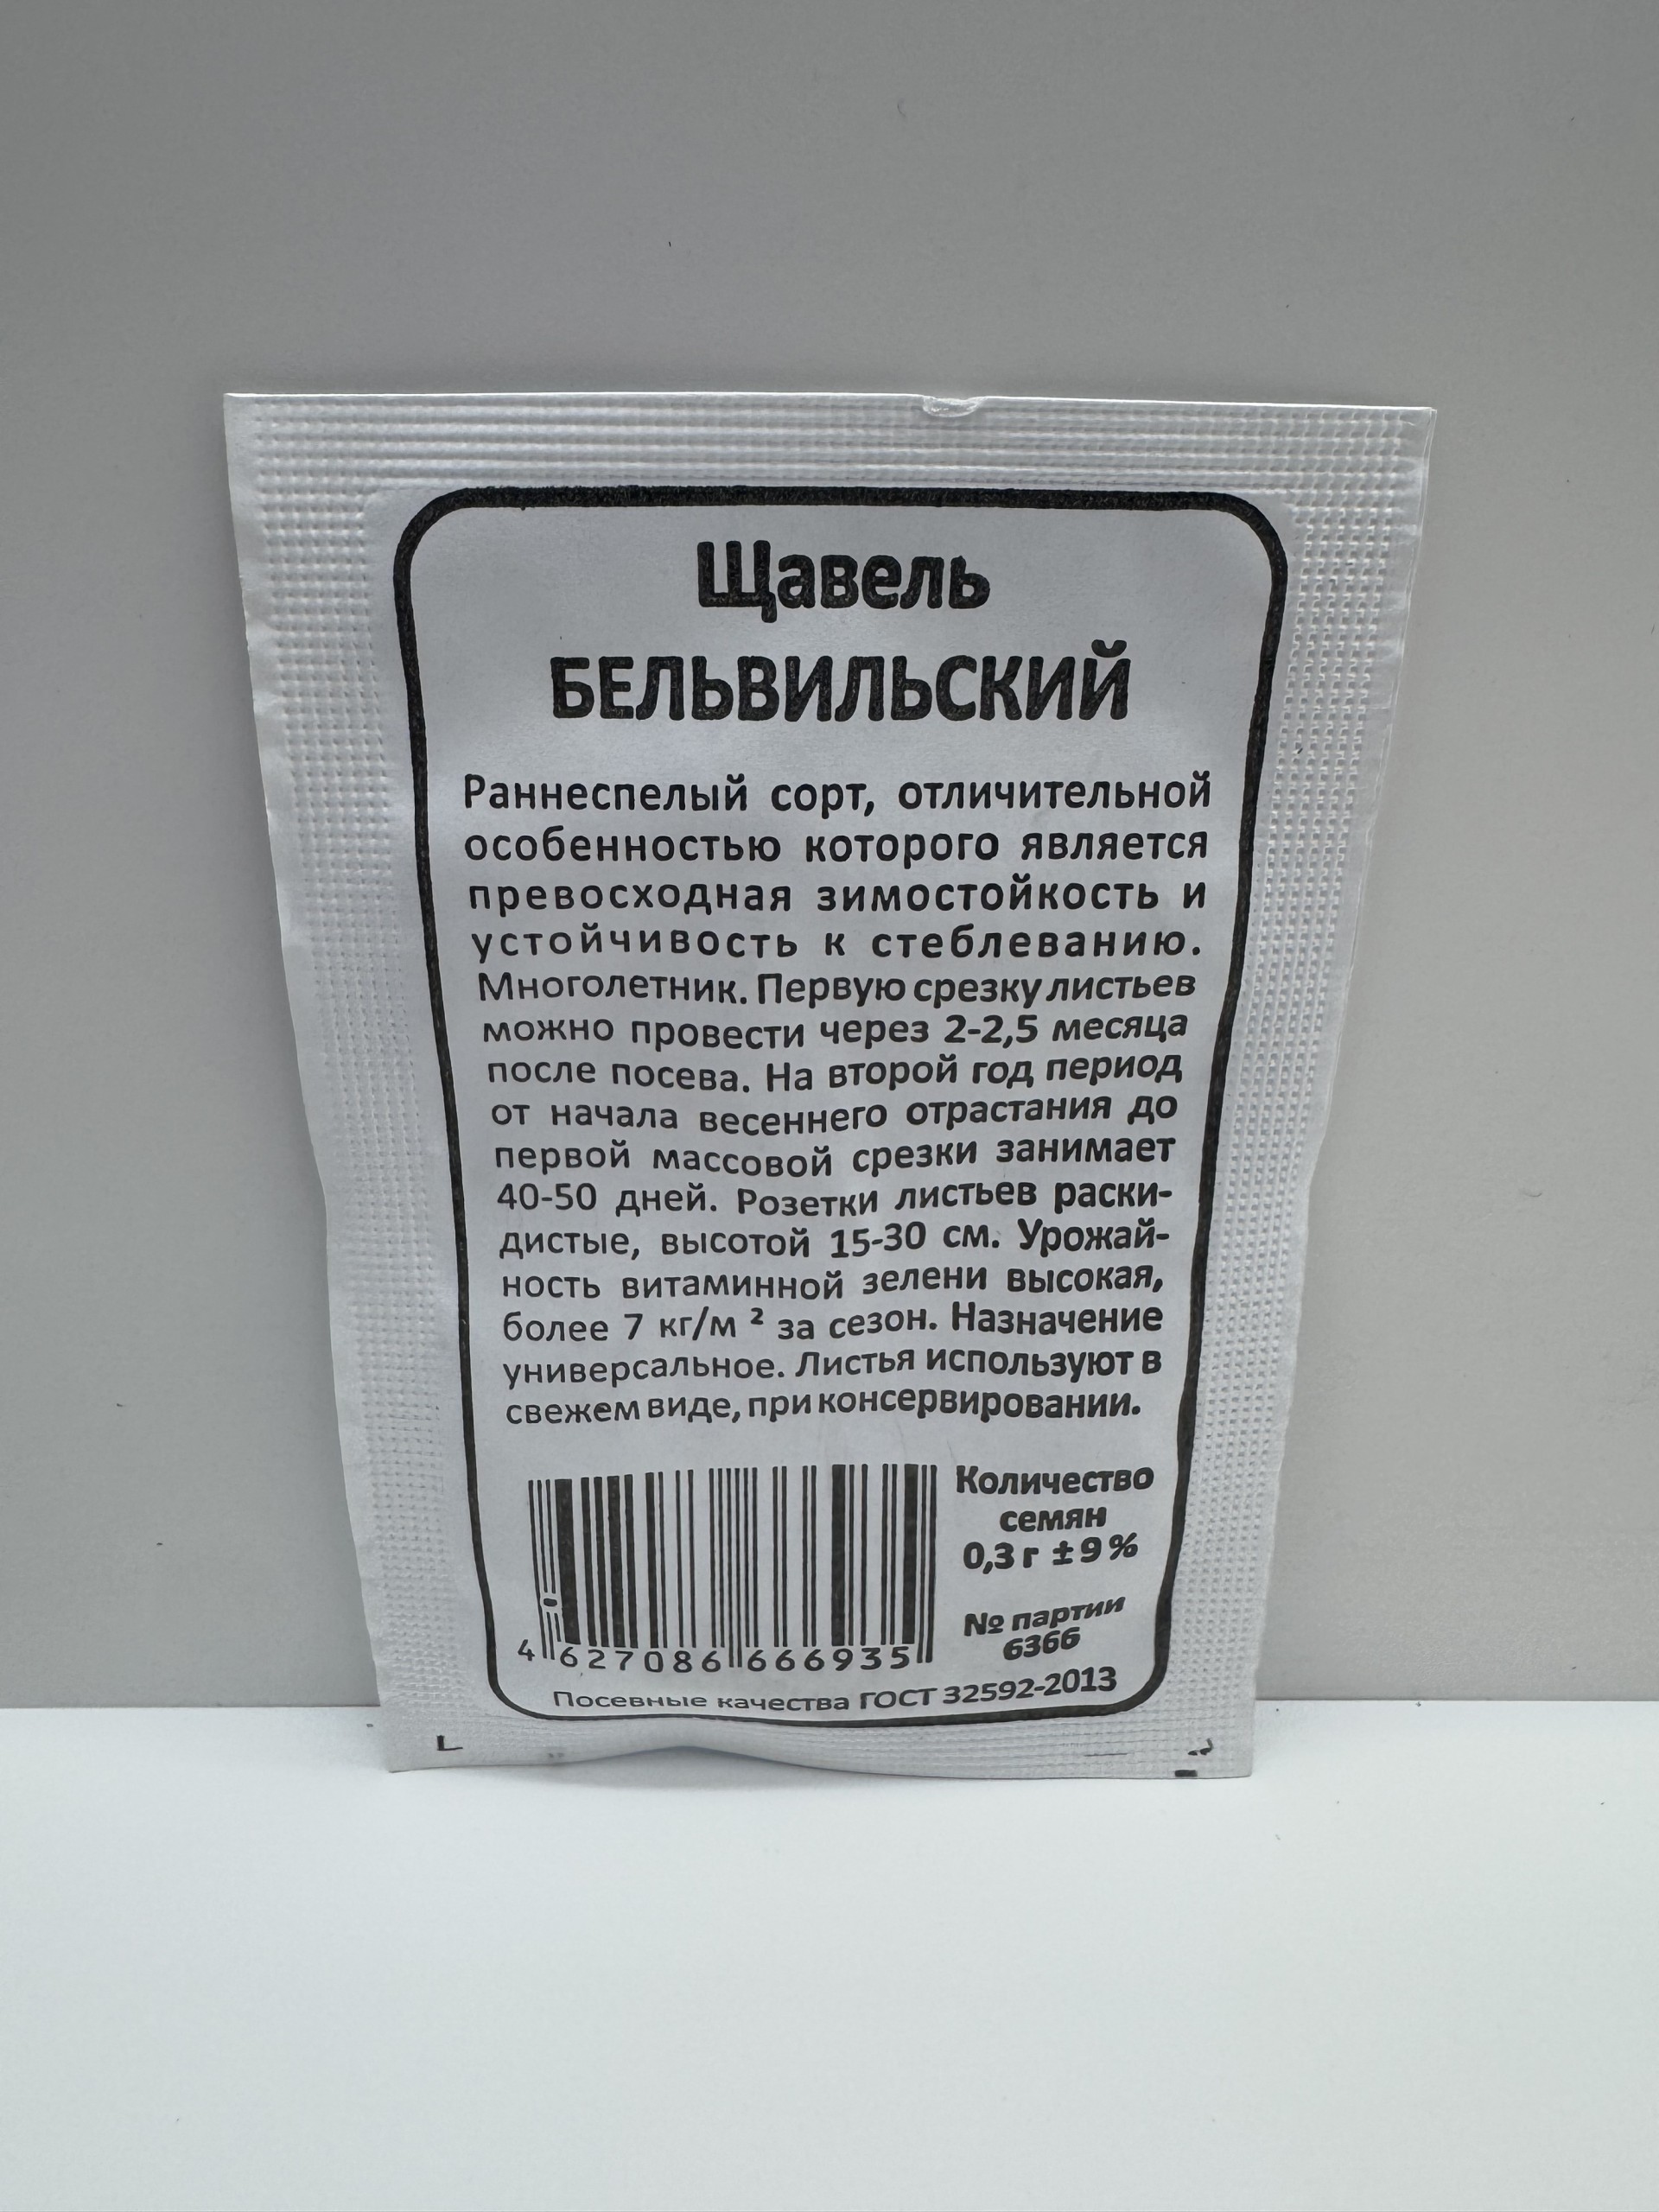 Щавель
БЕЛЬВИЛЬСКИЙ
Раннеспелый сорт, отличительной
особенностью которого является
превосходная зимостойкость и
устойчивость к стеблеванию.
Многолетник. Первую срезку листьев
можно провести через 2-2,5 месяца
после посева. На второй год период
от начала весеннего отрастания до
первой массовой срезки занимает
40-50 дней. Розетки листьев раски-
дистые, высотой 15-30 см. Урожай-
ность витаминной зелени высокая,
более 7 кг/м ² за сезон. Назначение
универсальное. Листья используют в
свежем виде, при консервировании.
Количество
семян
0,3 г ±9%
№ партии
6366
4 627086 666935
Посевные качества ГОСТ 32592-2013